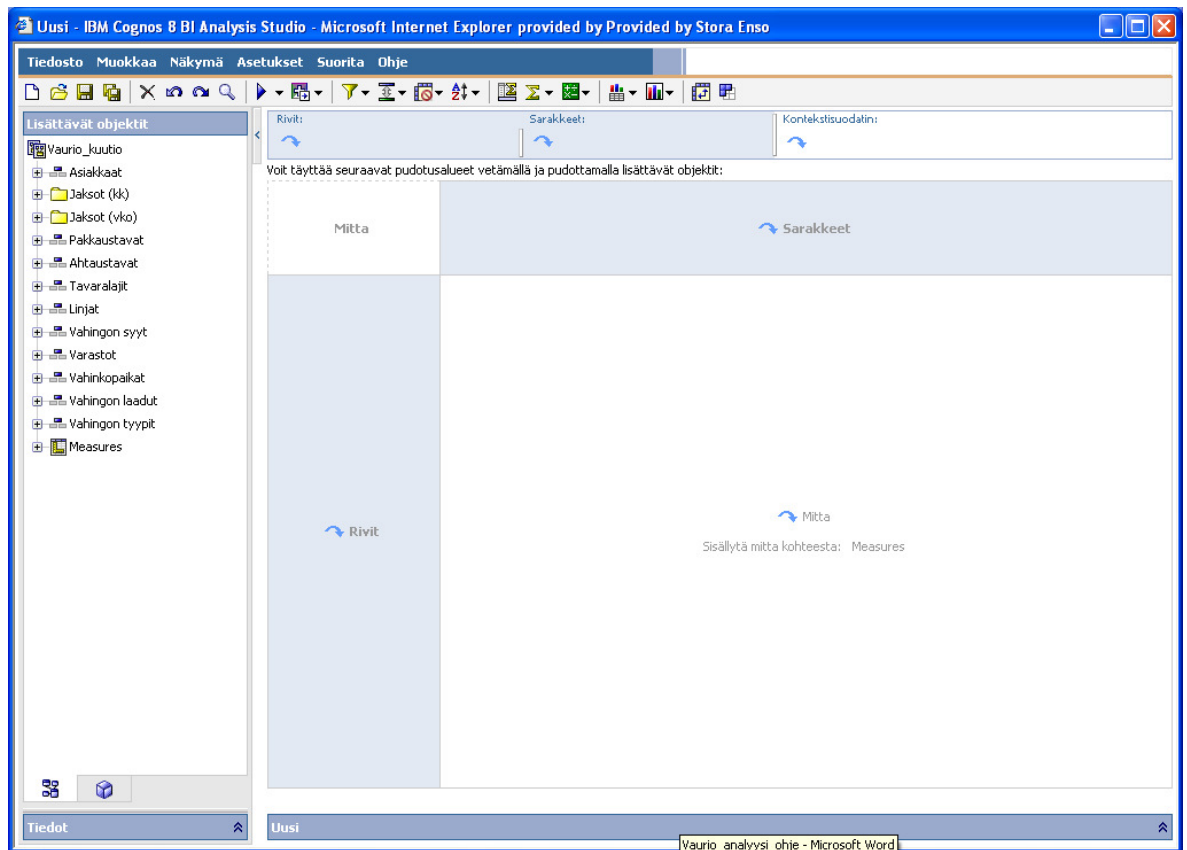 Uusi - IBM Cognos 8 BI Analysis Studio - Microsoft Internet Explorer provided by Provided by Stora Enso
Tiedosto Muokkaa Näkymä Asetukset Suorita Ohje
Lisättävät objektit
Vaurio_kuutio
Asiakkaat
Jaksot (kk)
Jaksot (vko)
Pakkaustavat
Ahtaustavat
Tavaralajit
Linjat
Vahingon syyt
Varastot
Vahinkopaikat
Vahingon laadut
Vahingon tyypit
Measures
Tiedot
Rivit: Sarakkeet: Kontekstisuodatin:
Voit täyttää seuraavat pudotusalueet vetämällä ja pudottamalla lisättävät objektit:
Mitta
Sarakkeet
Rivit
Mitta
Sisällytä mitta kohteesta: Measures
Uusi
Vaurio_analyysi_ohje - Microsoft Word